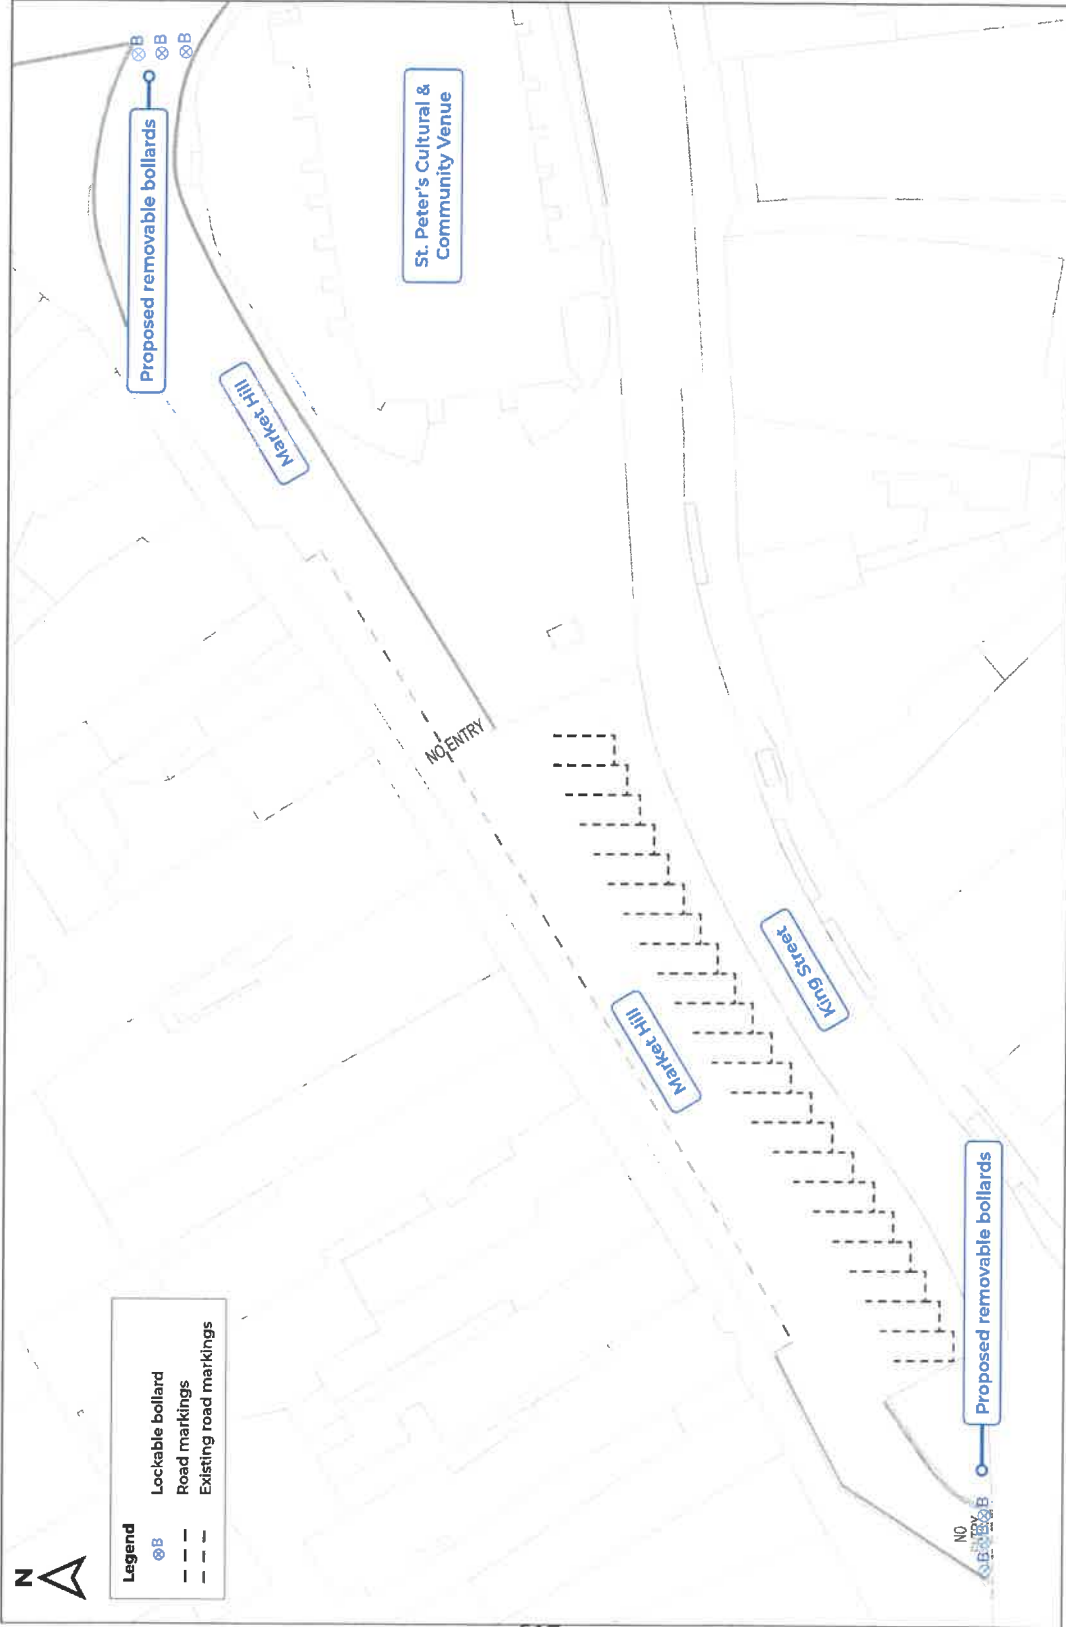 N
Legend
⊗B Lockable bollard
Road markings
Existing road markings
⊗B
⊗B
⊗B
Proposed removable bollards
St. Peter's Cultural &
Community Venue
Market Hill
NO ENTRY
Market Hill
King Street
Proposed removable bollards
NO
ENTRY
⊗B⊗B⊗B